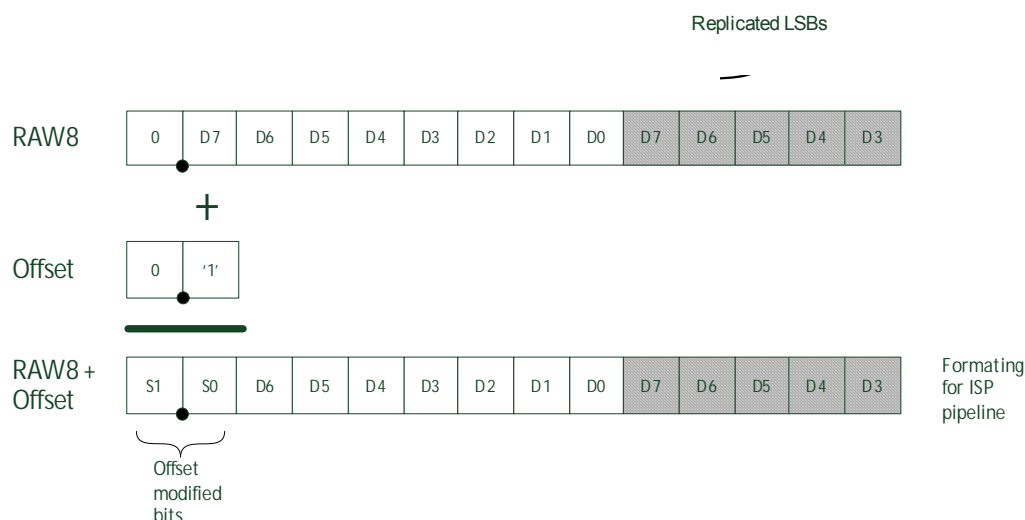 Replicated LSBs
RAW8 0 D7 D6 D5 D4 D3 D2 D1 D0 D7 D6 D5 D4 D3
+
Offset 0 '1'
RAW8 +
Offset
S1 S0 D6 D5 D4 D3 D2 D1 D0 D7 D6 D5 D4 D3
Formating
for ISP
pipeline
Offset
modified
bits